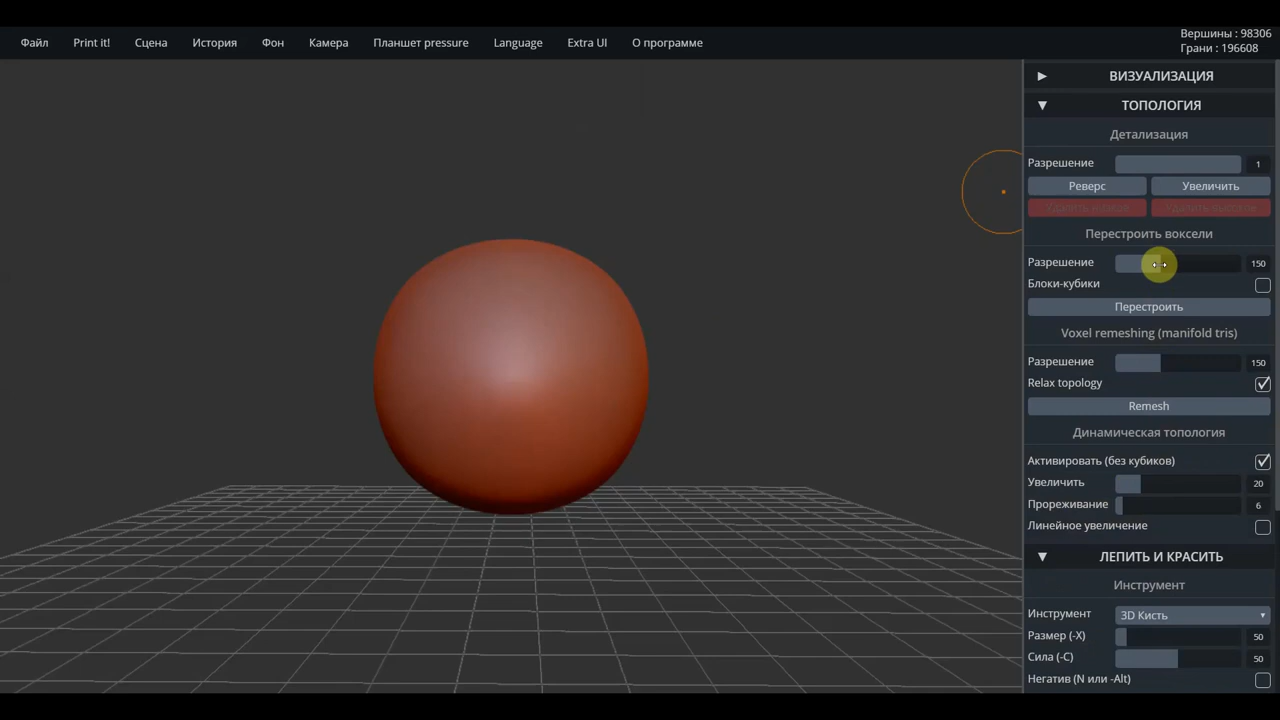 Файл Print it! Сцена История Фон Камера Планшет pressure Language Extra UI О программе
Вершины : 98306
Грани : 196608
ВИЗУАЛИЗАЦИЯ
ТОПОЛОГИЯ
Детализация
Разрешение 1
Реверс Увеличить
Перестроить воксели
Разрешение 150
Блоки-кубики
Перестроить
Voxel remeshing (manifold tris)
Разрешение 150
Relax topology
Remesh
Динамическая топология
Активировать (без кубиков)
Увеличить 20
Прореживание 6
Линейное увеличение
ЛЕПИТЬ И КРАСИТЬ
Инструмент
Инструмент 3D Кисть
Размер (-X) 50
Сила (-C) 50
Негатив (N или -Alt)